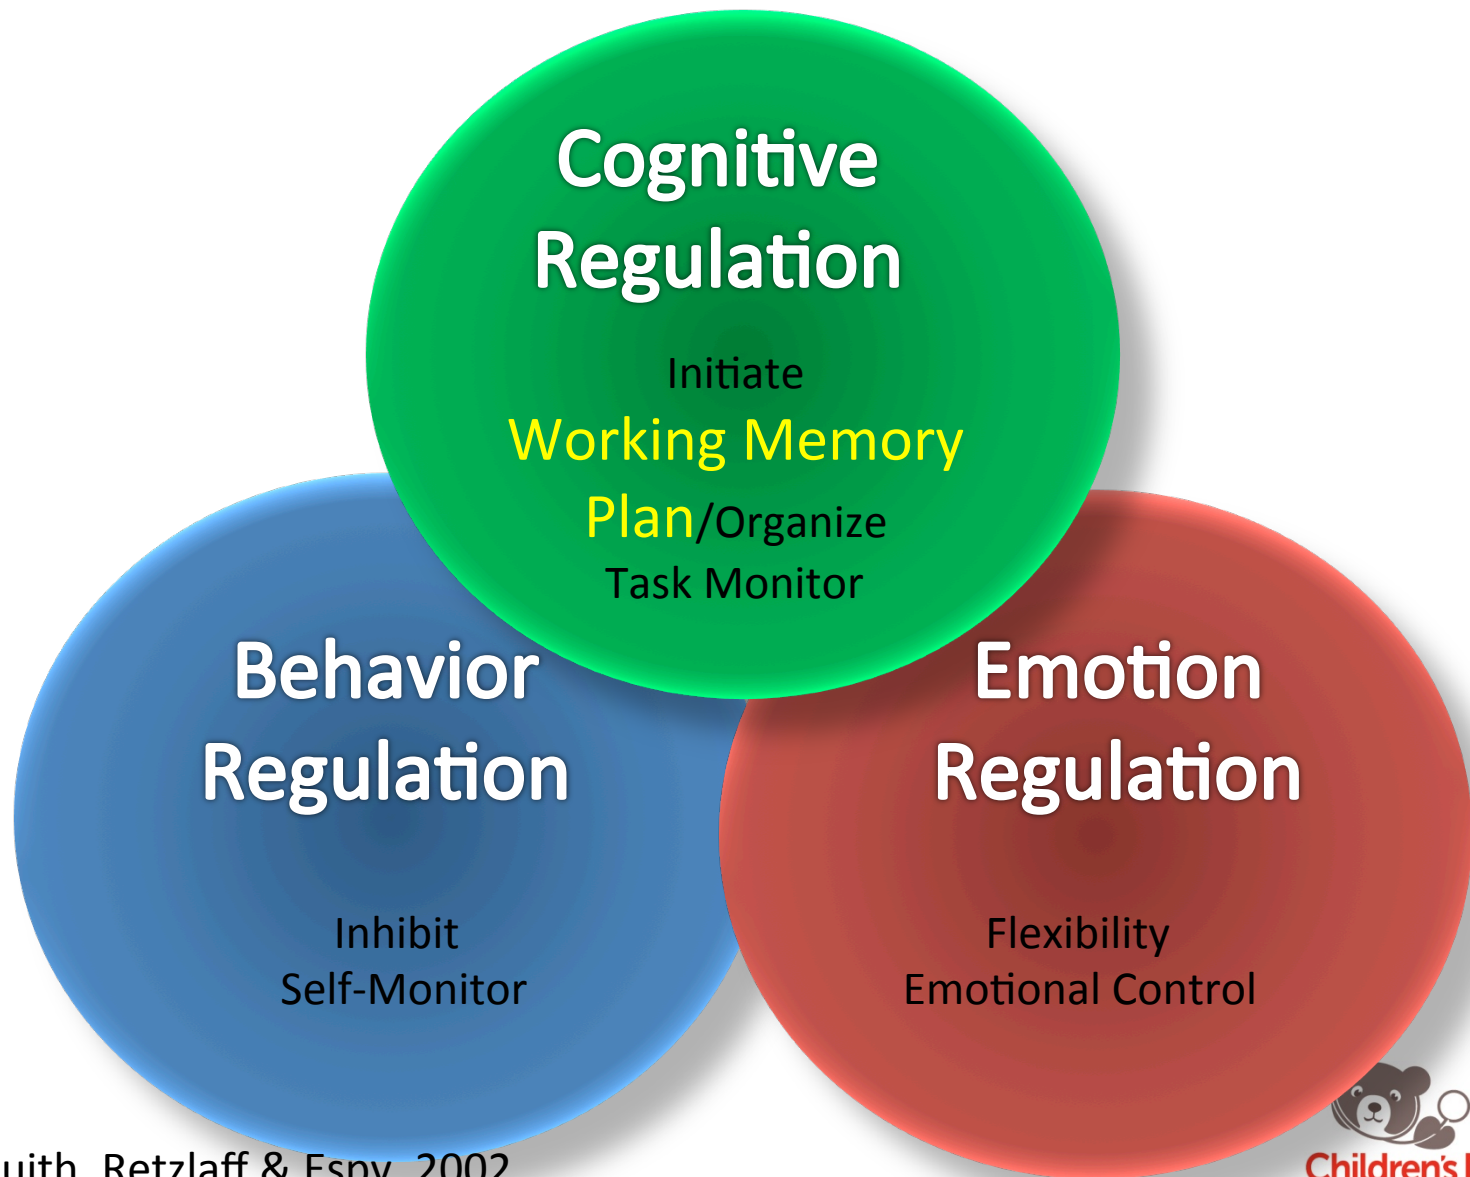 Cognitive
Regulation
Initiate
Working Memory
Plan/Organize
Task Monitor
Behavior
Regulation
Inhibit
Self-Monitor
Emotion
Regulation
Flexibility
Emotional Control
Retzlaff & Espy, 2002
Children's